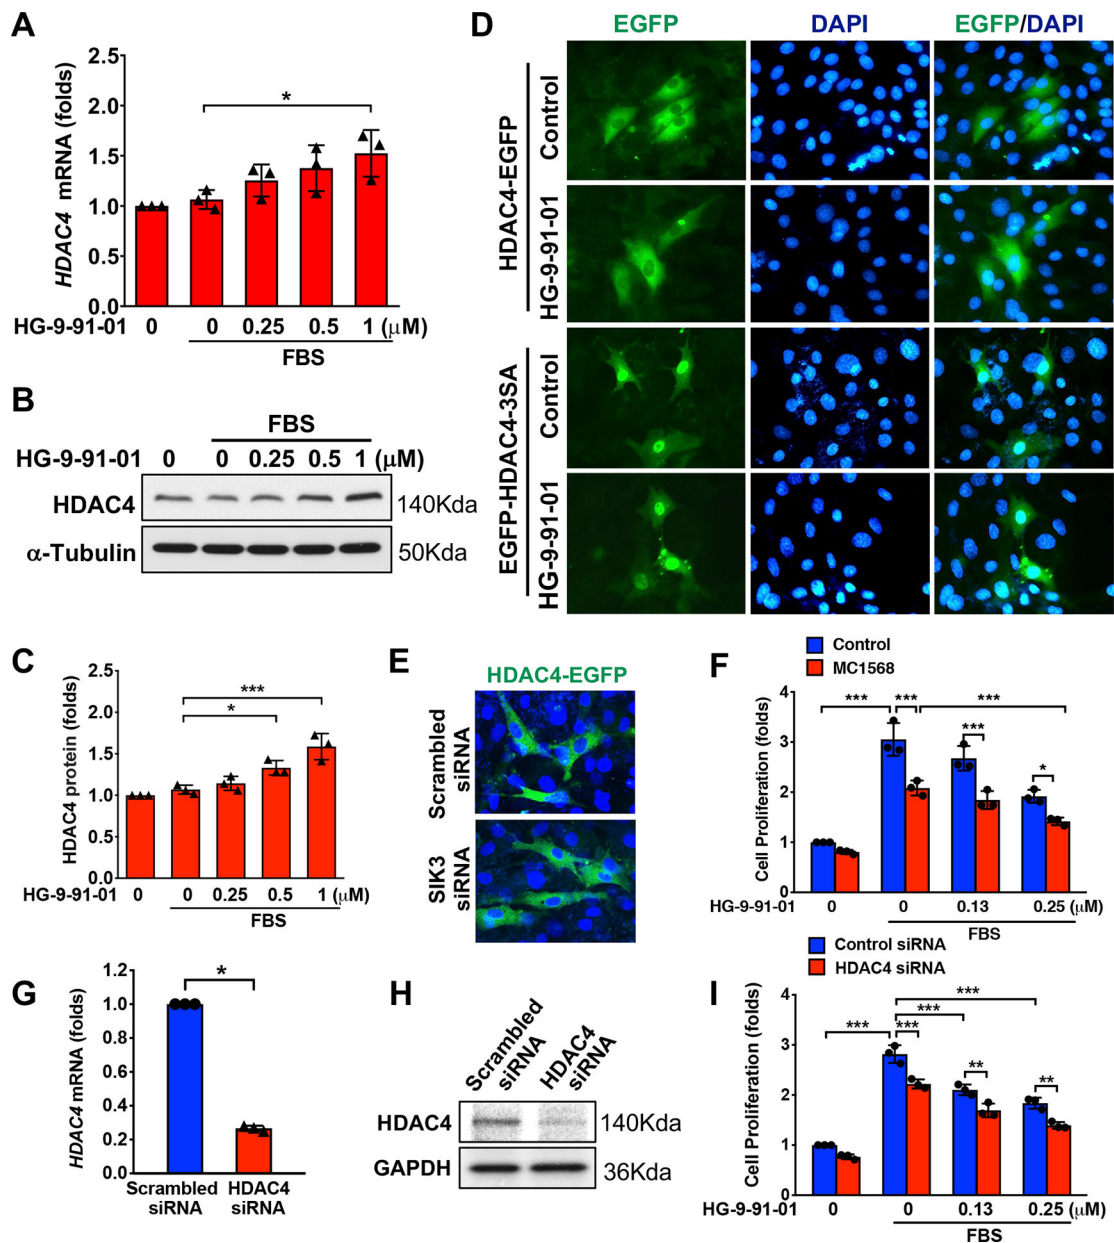 A
HDAC4 mRNA (folds)
2.5
2.0
1.5
1.0
0.5
0.0
*
HG-9-91-01 0 0 0.25 0.5 1 (μM)
FBS
B
FBS
HG-9-91-01 0 0 0.25 0.5 1 (μM)
HDAC4 140Kda
α-Tubulin 50Kda
C
HDAC4 protein (folds)
2.5
2.0
1.5
1.0
0.5
0.0
***
*
HG-9-91-01 0 0 0.25 0.5 1 (μM)
FBS
D
EGFP DAPI EGFP/DAPI
HDAC4-EGFP
Control
HG-9-91-01
EGFP-HDAC4-3SA
Control
HG-9-91-01
E
HDAC4-EGFP
Scrambled
siRNA
SIK3
siRNA
F
Control
MC1568
Cell Proliferation (folds)
4
3
2
1
0
*** *** ***
***
*
HG-9-91-01 0 0 0.13 0.25 (μM)
FBS
G
HDAC4 mRNA (folds)
1.2
1.0
0.8
0.6
0.4
0.2
0.0
*
Scrambled
siRNA
HDAC4
siRNA
H
Scrambled
siRNA
HDAC4
siRNA
HDAC4 140Kda
GAPDH 36Kda
I
Control siRNA
HDAC4 siRNA
Cell Proliferation (folds)
4
3
2
1
0
***
***
*** ***
**
**
HG-9-91-01 0 0 0.13 0.25 (μM)
FBS